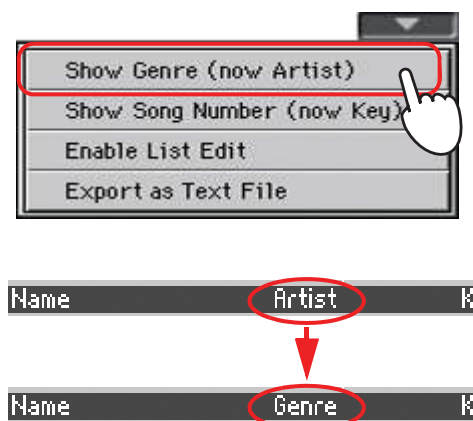 Show Genre (now Artist)
Show Song Number (now Key)
Enable List Edit
Export as Text File
Name Artist K
Name Genre K